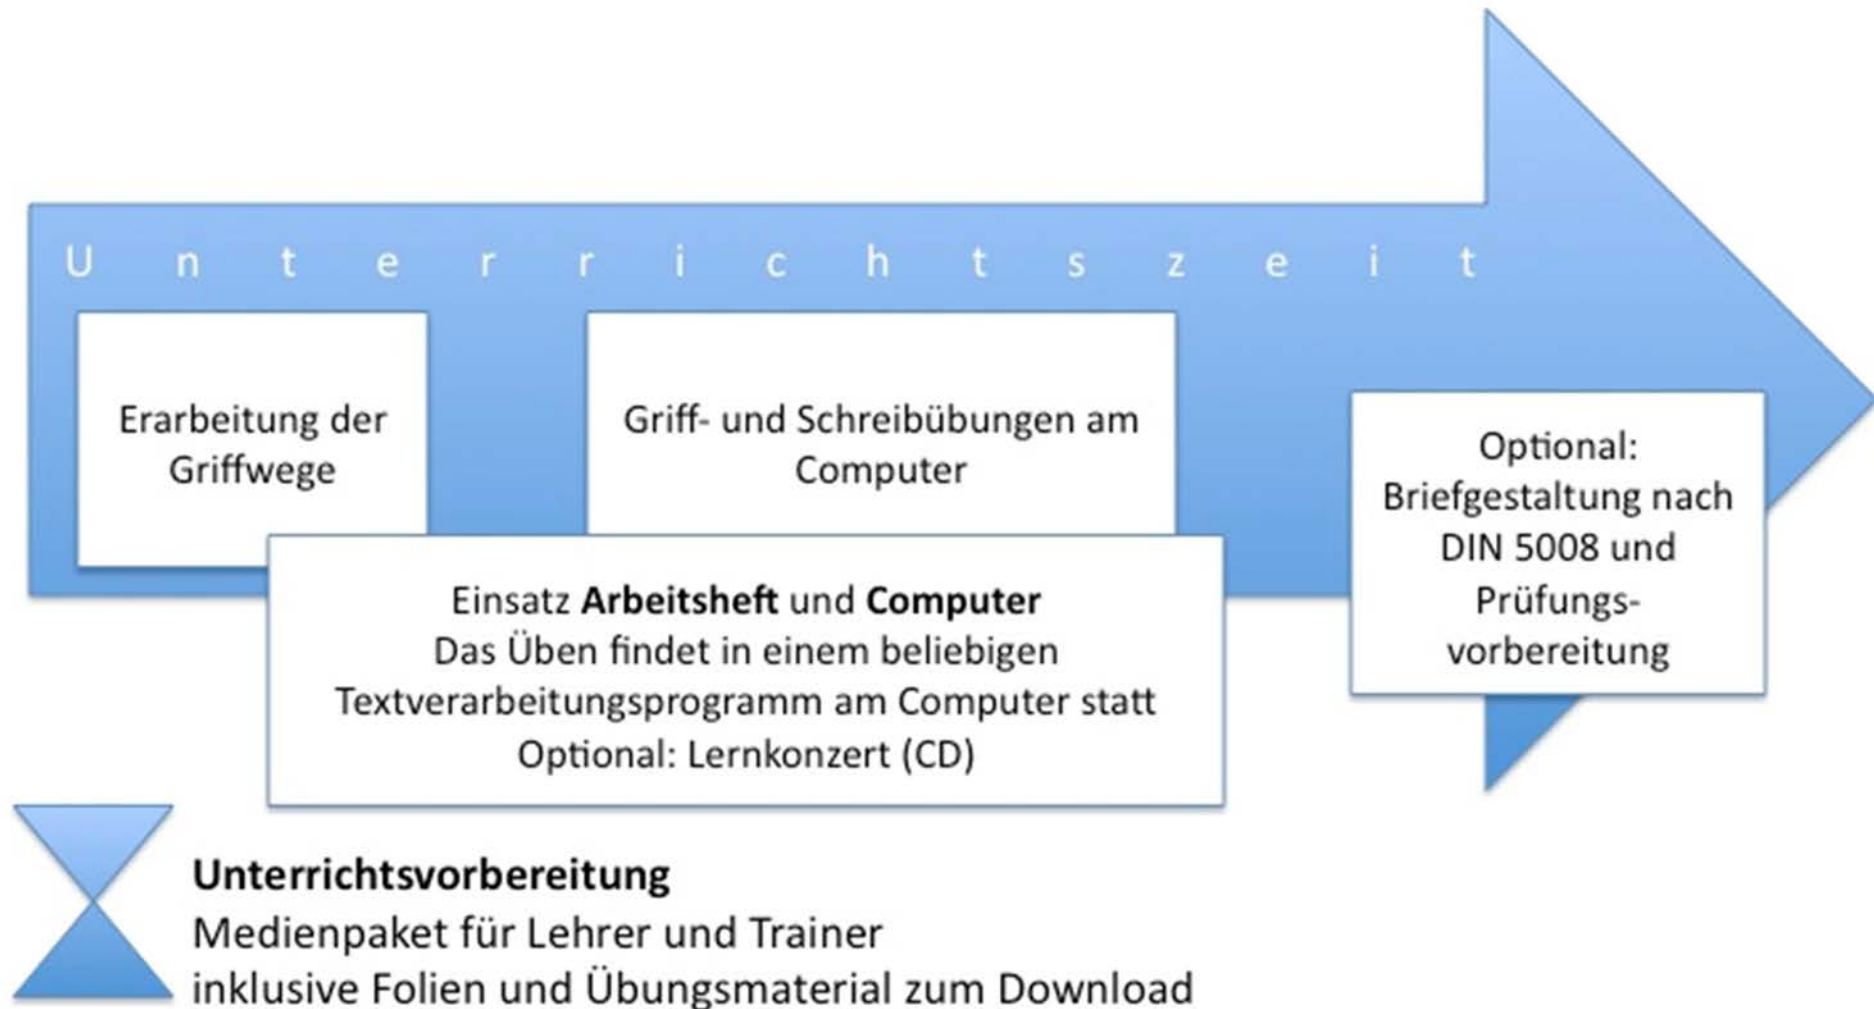 Unterrichtszeit
Erarbeitung der
Griffwege
Griff- und Schreibübungen am
Computer
Optional:
Briefgestaltung nach
DIN 5008 und
Prüfungs-
vorbereitung
Einsatz Arbeitsheft und Computer
Das Üben findet in einem beliebigen
Textverarbeitungsprogramm am Computer statt
Optional: Lernkonzert (CD)
Unterrichtsvorbereitung
Medienpaket für Lehrer und Trainer
inklusive Folien und Übungsmaterial zum Download